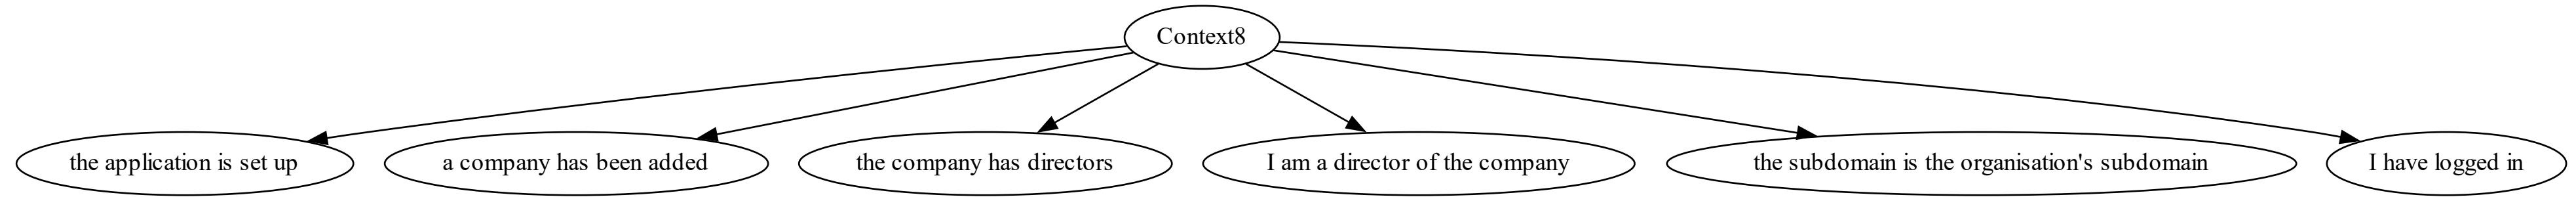 Context8
the application is set up
a company has been added
the company has directors
I am a director of the company
the subdomain is the organisation's subdomain
I have logged in